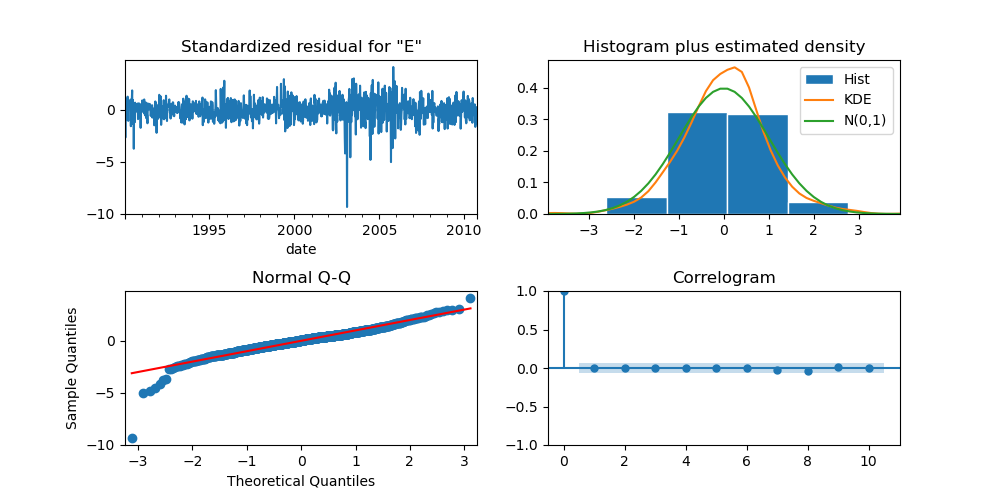 Standardized residual for "E"
0
−5
−10
1995 2000 2005 2010
date
Histogram plus estimated density
0.4
0.3
0.2
0.1
0.0
Hist
KDE
N(0,1)
−3 −2 −1 0 1 2 3
Normal Q-Q
Sample Quantiles
0
−5
−10
−3 −2 −1 0 1 2 3
Theoretical Quantiles
Correlogram
1.0
0.5
0.0
−0.5
−1.0
0 2 4 6 8 10